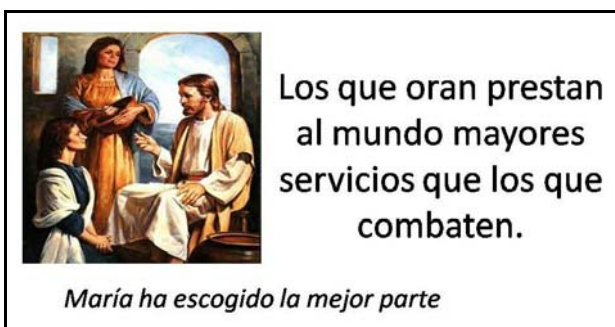 Los que oran prestan
al mundo mayores
servicios que los que
combaten.
María ha escogido la mejor parte